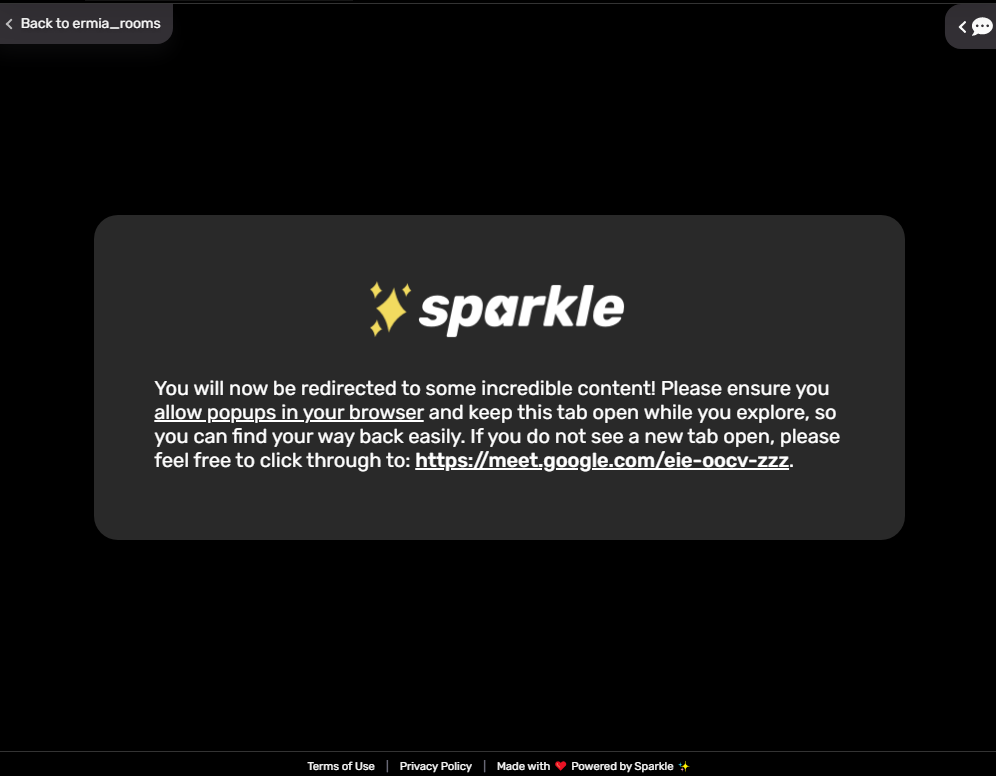 Back to ermia_rooms
sparkle
You will now be redirected to some incredible content! Please ensure you
allow popups in your browser and keep this tab open while you explore, so
you can find your way back easily. If you do not see a new tab open, please
feel free to click through to: https://meet.google.com/eie-oocv-zzz.
Terms of Use | Privacy Policy | Made with ❤️ Powered by Sparkle ✨